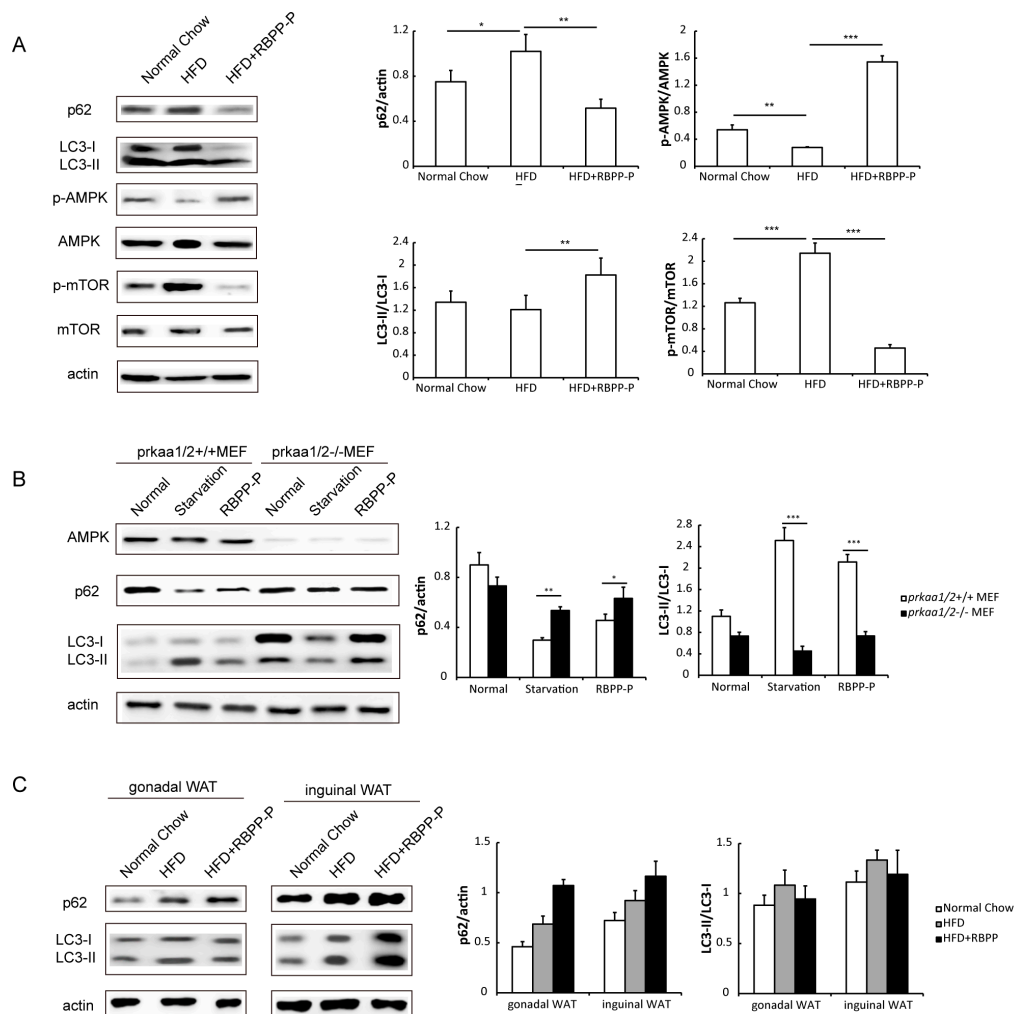 A
Normal Chow
HFD
HFD+RBPP-P
p62
LC3-I
LC3-II
p-AMPK
AMPK
p-mTOR
mTOR
actin
p62/actin
1.2
0.8
0.4
0
*
**
Normal Chow HFD HFD+RBPP-P
p-AMPK/AMPK
2
1.6
1.2
0.8
0.4
0
**
***
Normal Chow HFD HFD+RBPP-P
LC3-II/LC3-I
2.4
2
1.6
1.2
0.8
0.4
0
**
Normal Chow HFD HFD+RBPP-P
p-mTOR/mTOR
2.4
2
1.6
1.2
0.8
0.4
0
***
***
Normal Chow HFD HFD+RBPP-P
B
prkaa1/2+/+MEF prkaa1/2-/-MEF
Normal
Starvation
RBPP-P
Normal
Starvation
RBPP-P
AMPK
p62
LC3-I
LC3-II
actin
p62/actin
1.2
0.8
0.4
0
**
*
Normal Starvation RBPP-P
LC3-II/LC3-I
2.8
2.4
2
1.6
1.2
0.8
0.4
0
***
***
Normal Starvation RBPP-P
prkaa1/2+/+ MEF
prkaa1/2-/- MEF
C
gonadal WAT inguinal WAT
Normal Chow
HFD
HFD+RBPP-P
Normal Chow
HFD
HFD+RBPP-P
p62
LC3-I
LC3-II
actin
p62/actin
1.5
1
0.5
0
gonadal WAT inguinal WAT
LC3-II/LC3-I
1.5
1
0.5
0
gonadal WAT inguinal WAT
Normal Chow
HFD
HFD+RBPP